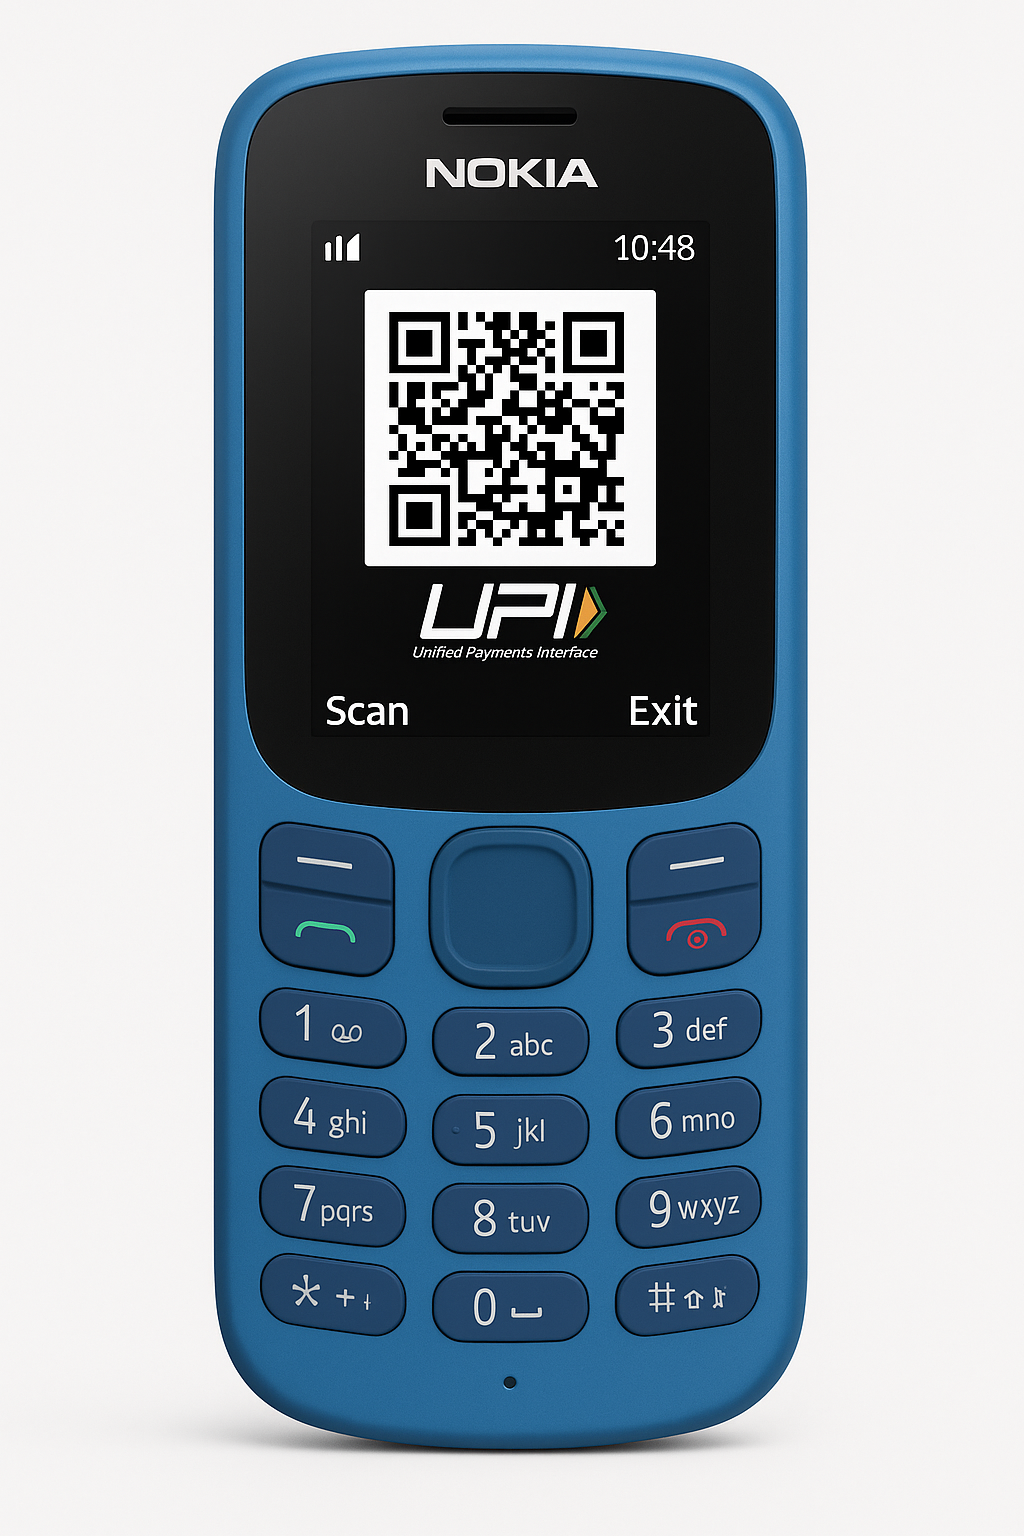 NOKIA
10:48
UPI
Unified Payments Interface
Scan Exit
1 2 abc 3 def
4 ghi 5 jkl 6 mno
7 pqrs 8 tuv 9 wxyz
* + 0 #